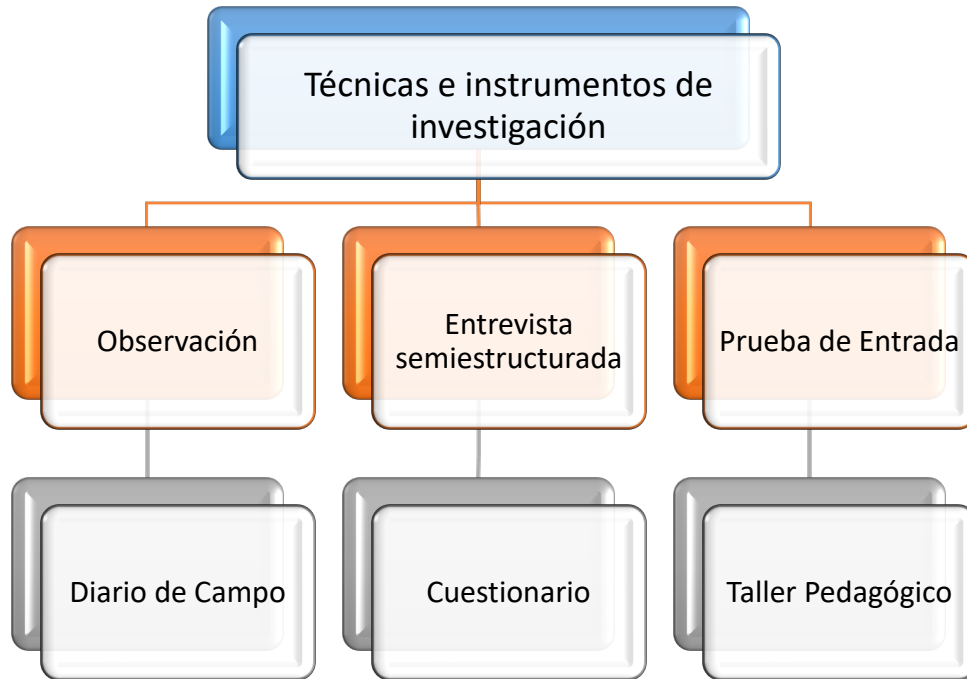 Técnicas e instrumentos de
investigación
Observación
Entrevista
semiestructurada
Prueba de Entrada
Diario de Campo
Cuestionario
Taller Pedagógico